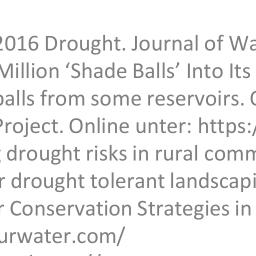 2016 Drought. Journal of Wa
Million ‘Shade Balls’ Into Its
balls from some reservoirs.
Project. Online unter: https:/
drought risks in rural comm
r drought tolerant landscapi
r Conservation Strategies in
urwater.com/